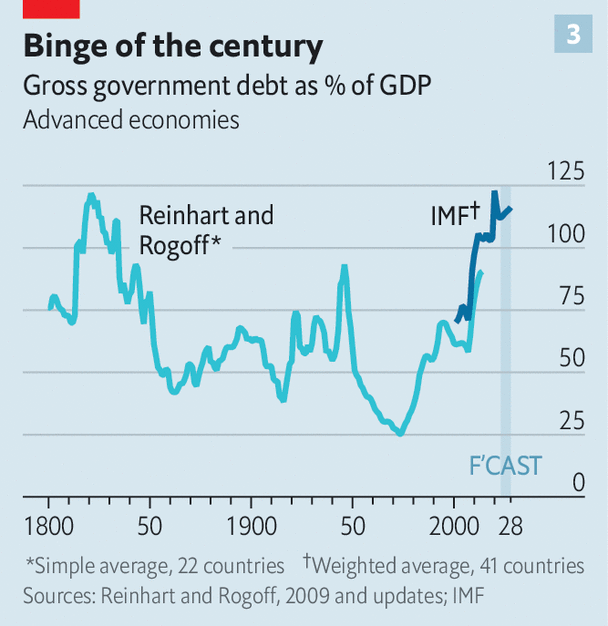 Binge of the century
3
Gross government debt as % of GDP
Advanced economies
125
Reinhart and
Rogoff*
IMF†
100
75
50
25
F'CAST
0
1800 50 1900 50 2000 28
*Simple average, 22 countries †Weighted average, 41 countries
Sources: Reinhart and Rogoff, 2009 and updates; IMF